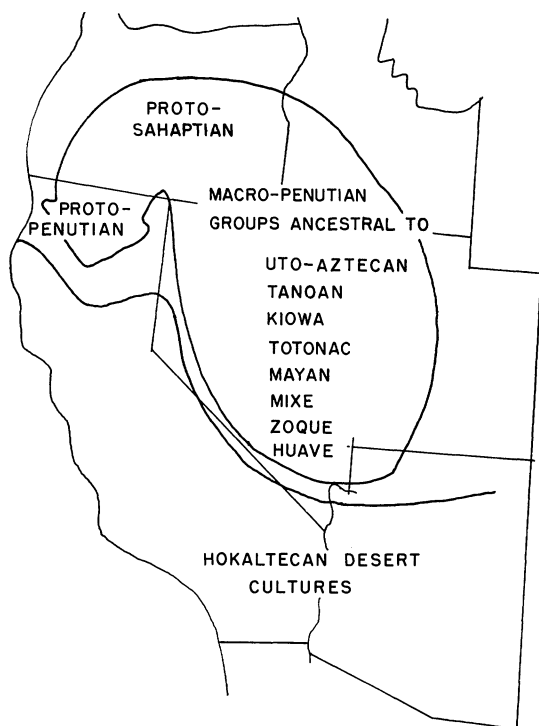 PROTO-
SAHAPTIAN
MACRO-PENUTIAN
GROUPS ANCESTRAL TO
PROTO-
PENUTIAN
UTO-AZTECAN
TANOAN
KIOWA
TOTONAC
MAYAN
MIXE
ZOQUE
HUAVE
HOKALTECAN DESERT
CULTURES